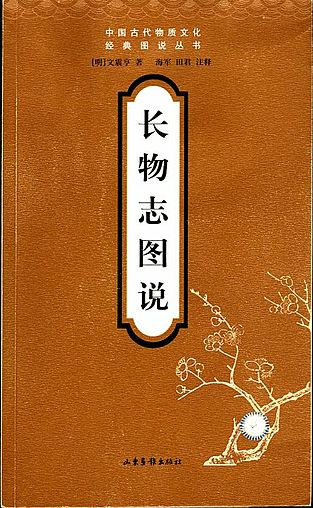 中国古代物质文化
经典图说丛书
[明]文震亨 著 海军 田君 注释
长物志图说
山东画报出版社